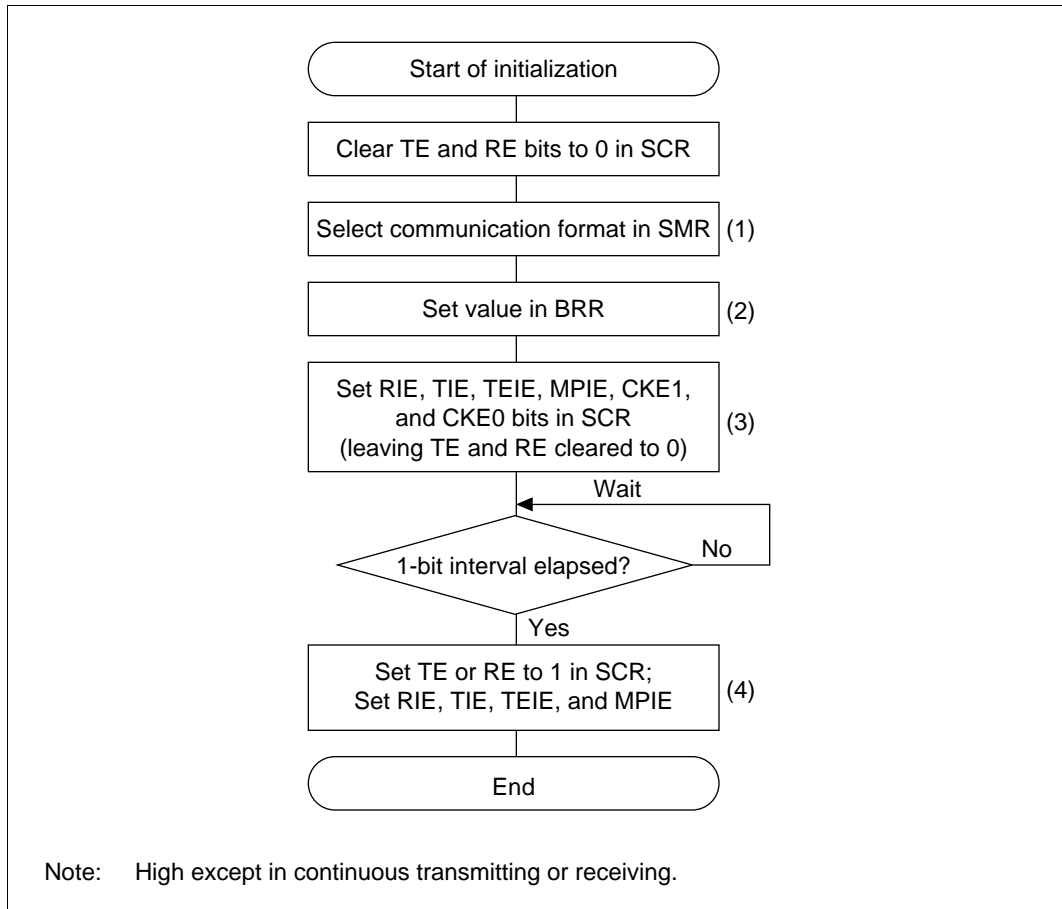 Start of initialization
Clear TE and RE bits to 0 in SCR
Select communication format in SMR (1)
Set value in BRR (2)
Set RIE, TIE, TEIE, MPIE, CKE1,
and CKE0 bits in SCR
(leaving TE and RE cleared to 0)
(3)
Wait
1-bit interval elapsed?
No
Yes
Set TE or RE to 1 in SCR;
Set RIE, TIE, TEIE, and MPIE
(4)
End
Note: High except in continuous transmitting or receiving.